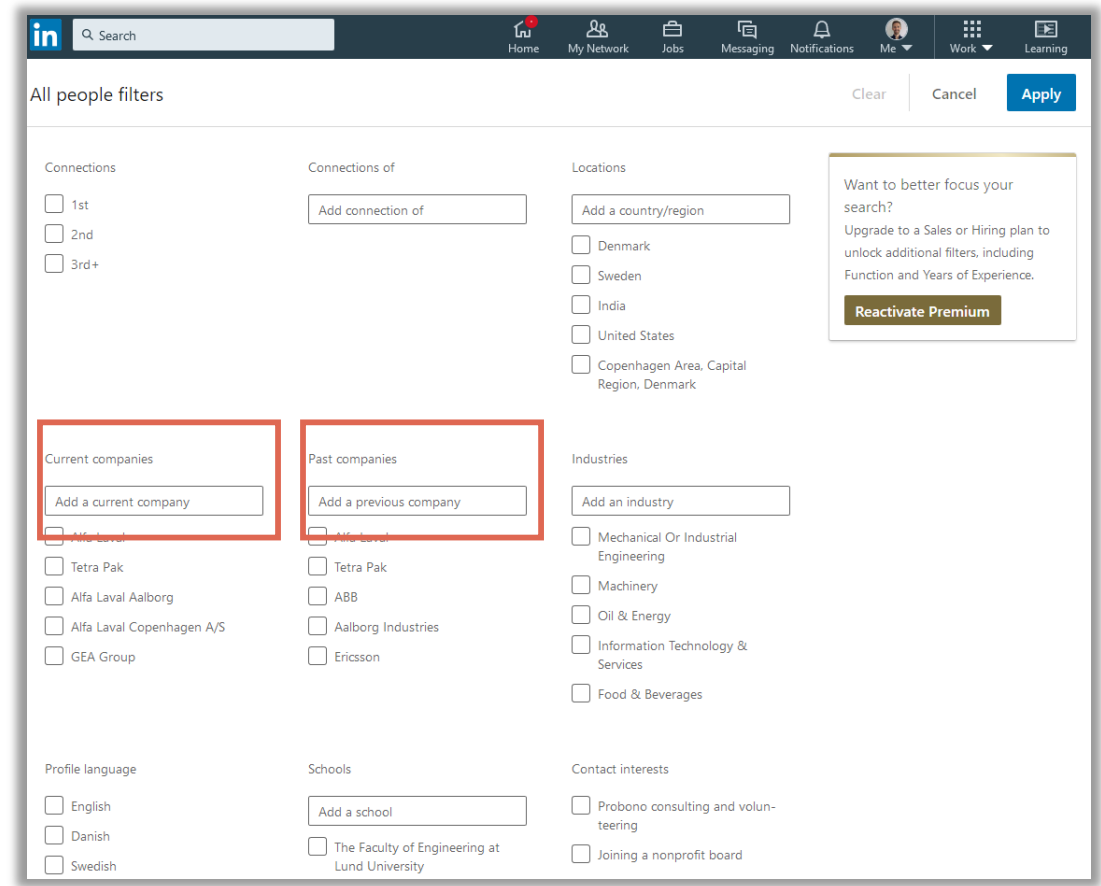 in
Search
Home
My Network
Jobs
Messaging
Notifications
Me
Work
Learning
All people filters
Clear
Cancel
Apply
Connections
1st
2nd
3rd+
Connections of
Add connection of
Locations
Add a country/region
Denmark
Sweden
India
United States
Copenhagen Area, Capital
Region, Denmark
Want to better focus your
search?
Upgrade to a Sales or Hiring plan to
unlock additional filters, including
Function and Years of Experience.
Reactivate Premium
Current companies
Add a current company
Alfa Laval
Tetra Pak
Alfa Laval Aalborg
Alfa Laval Copenhagen A/S
GEA Group
Past companies
Add a previous company
Alfa Laval
Tetra Pak
ABB
Aalborg Industries
Ericsson
Industries
Add an industry
Mechanical Or Industrial
Engineering
Machinery
Oil & Energy
Information Technology &
Services
Food & Beverages
Profile language
English
Danish
Swedish
Schools
Add a school
The Faculty of Engineering at
Lund University
Contact interests
Probono consulting and volun-
teering
Joining a nonprofit board